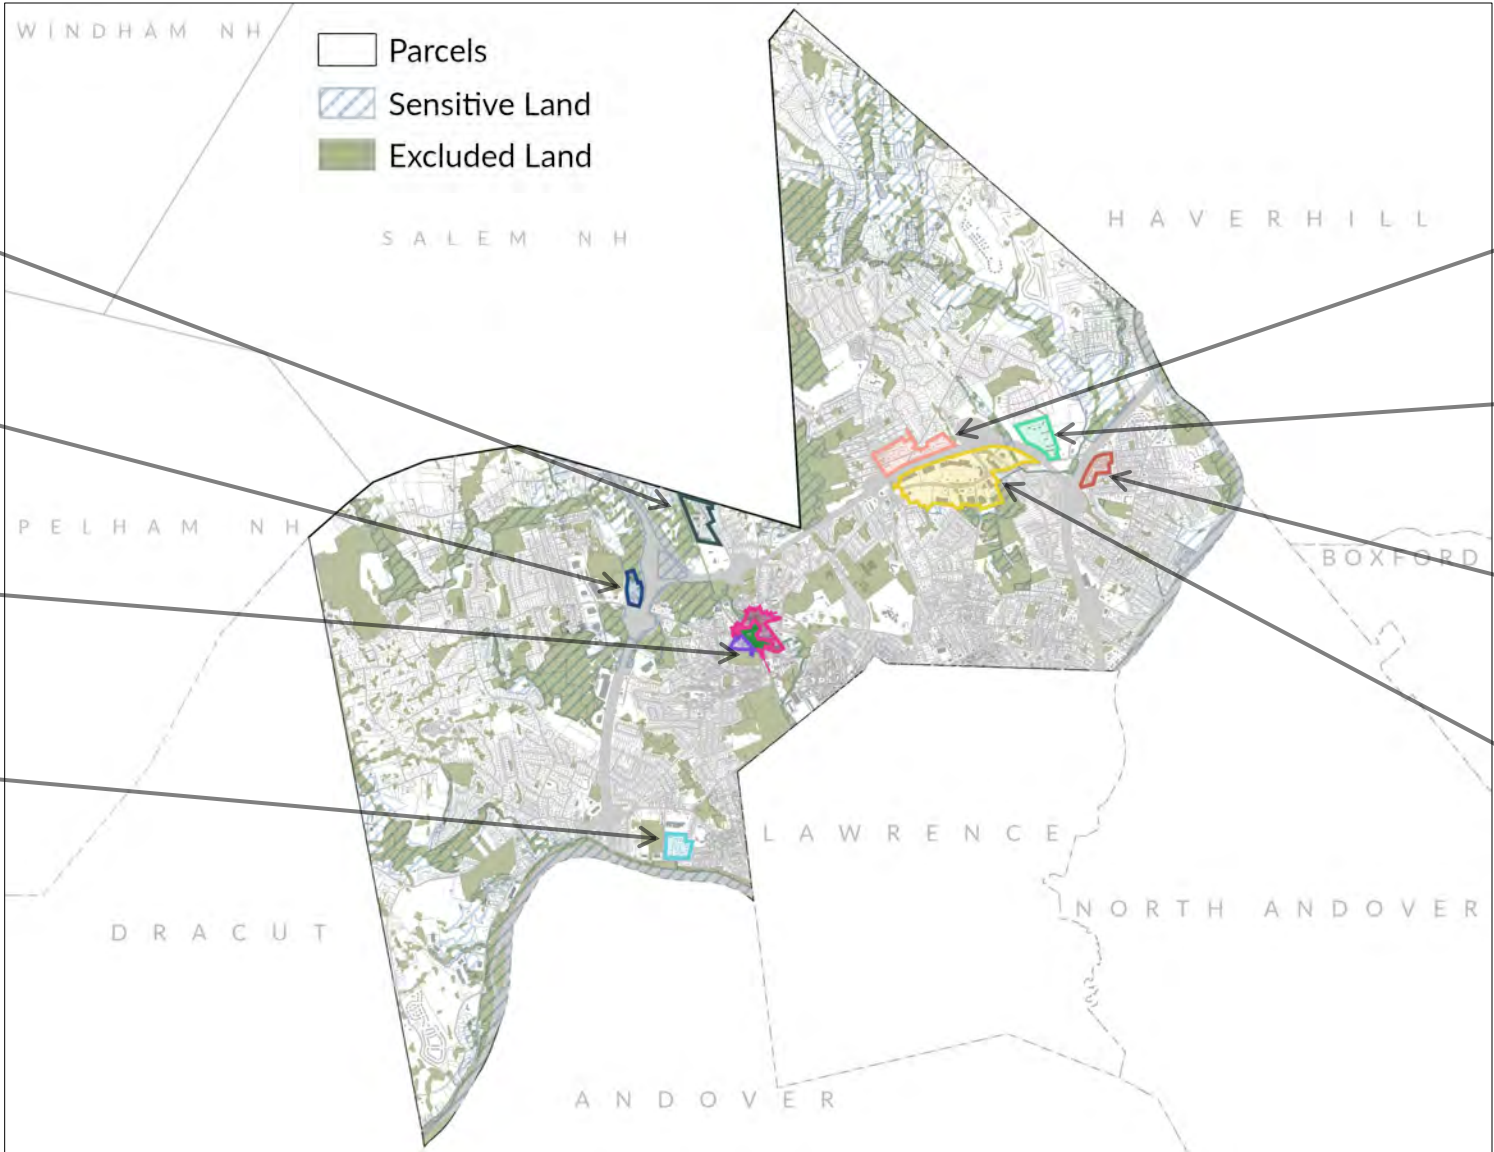 WINDHAM NH
Parcels
Sensitive Land
Excluded Land
SALEM NH
HAVERHILL
PELHAM NH
BOXFORD
LAWRENCE
NORTH ANDOVER
DRACUT
ANDOVER